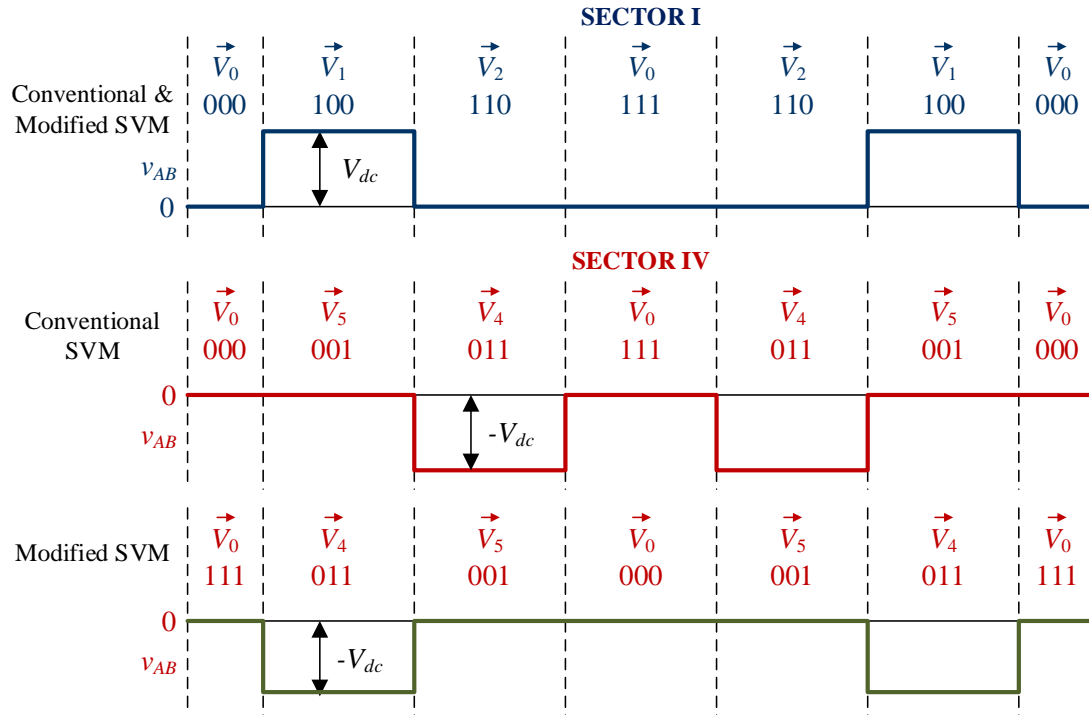 SECTOR I
V0 V1 V2 V0 V2 V1 V0
Conventional &
Modified SVM
000 100 110 111 110 100 000
vAB
Vdc
0
SECTOR IV
V0 V5 V4 V0 V4 V5 V0
Conventional
SVM
000 001 011 111 011 001 000
0
vAB
-Vdc
V0 V4 V5 V0 V5 V4 V0
Modified SVM
111 011 001 000 001 011 111
0
vAB
-Vdc